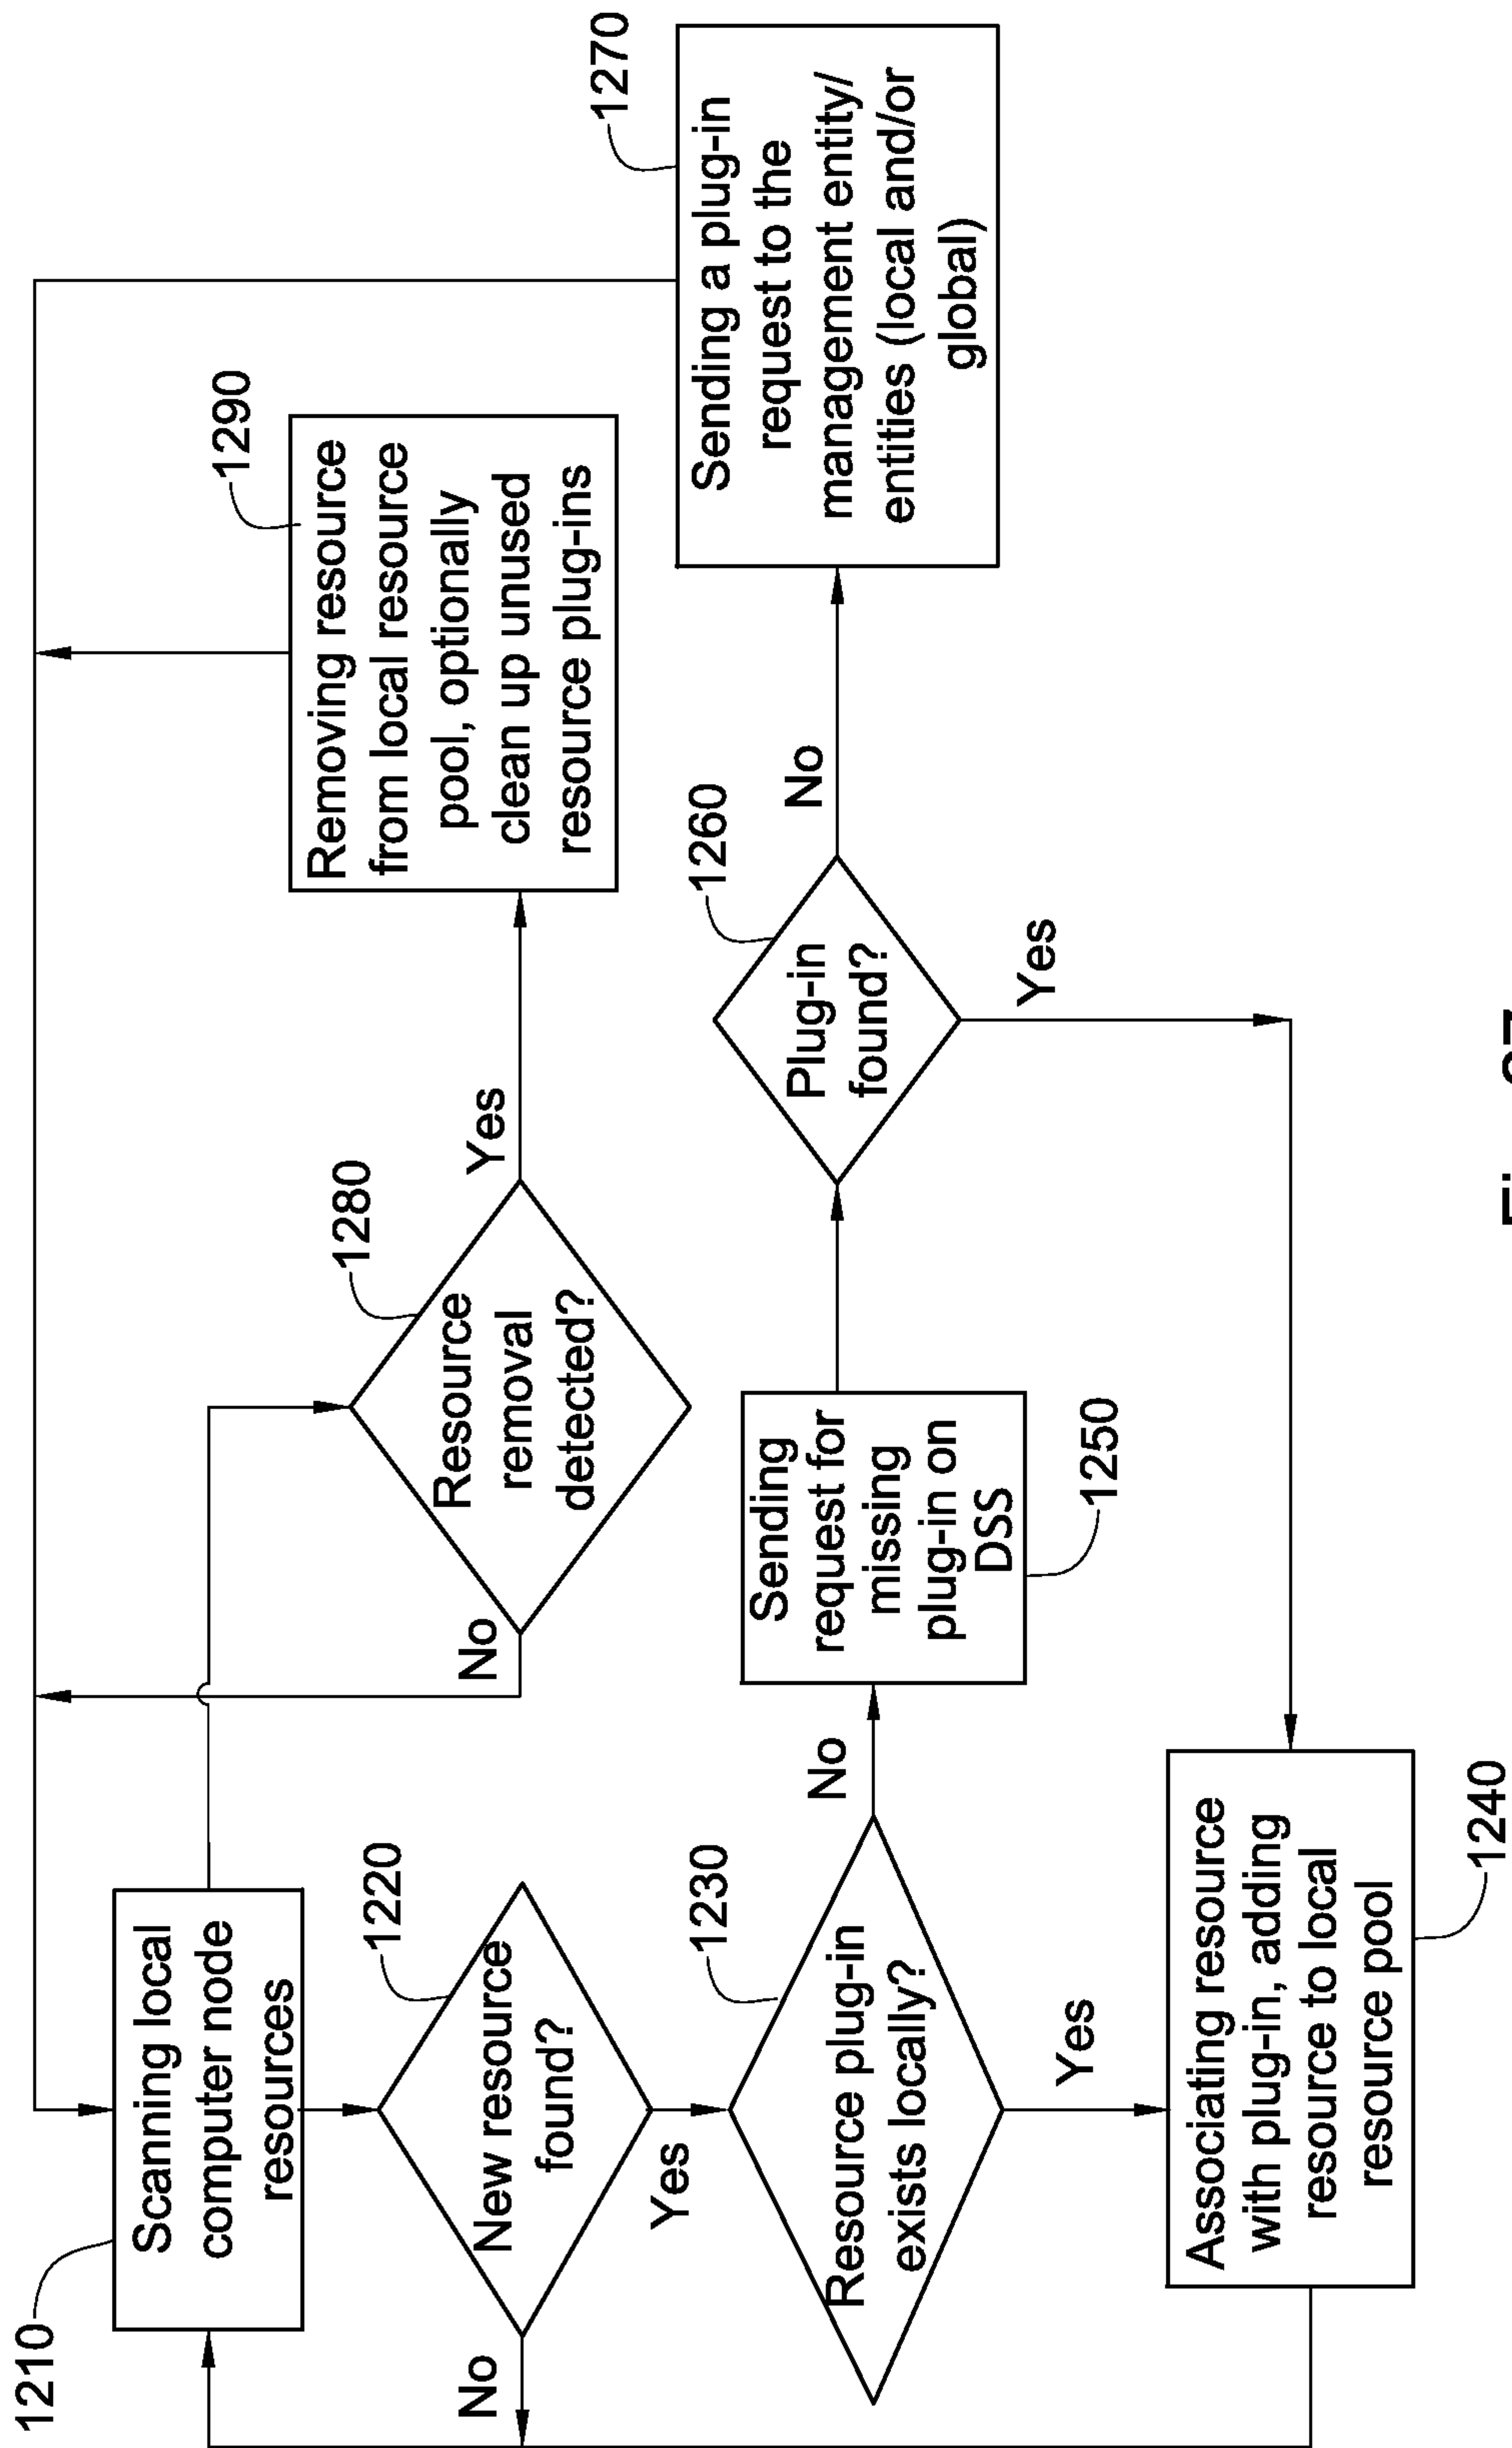 1210
Scanning local
computer node
resources
1220
New resource
found?
No
Yes
1230
Resource plug-in
exists locally?
No
Yes
1240
Associating resource
with plug-in, adding
resource to local
resource pool
1250
Sending
request for
missing
plug-in on
DSS
1260
Plug-in
found?
No
Yes
1270
Sending a plug-in
request to the
management entity/
entities (local and/or
global)
1280
Resource
removal
detected?
No
Yes
1290
Removing resource
from local resource
pool, optionally
clean up unused
resource plug-ins